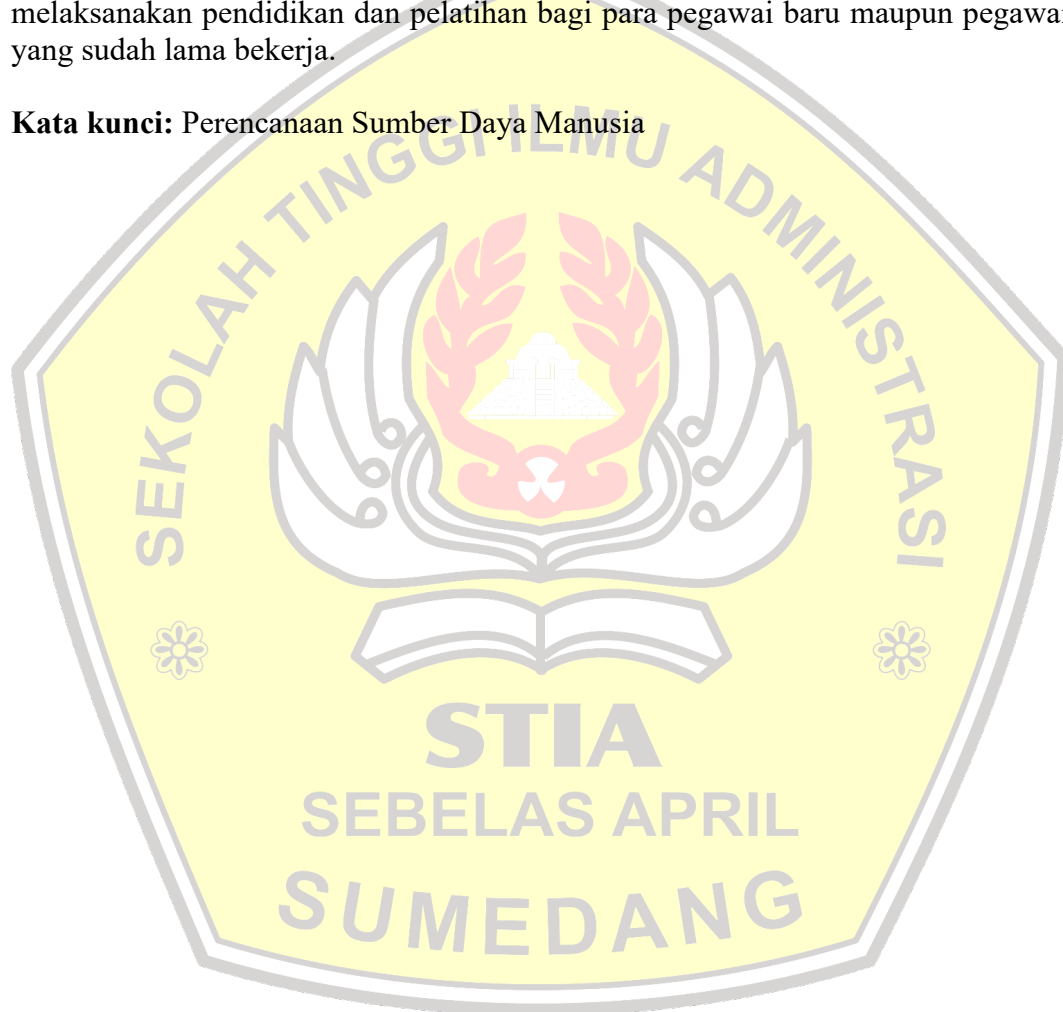 melaksanakan pendidikan dan pelatihan bagi para pegawai baru maupun pegawai
yang sudah lama bekerja.
Kata kunci: Perencanaan Sumber Daya Manusia
SEKOLAH TINGGI ILMU ADMINISTRASI
STIA
SEBELAS APRIL
SUMEDANG